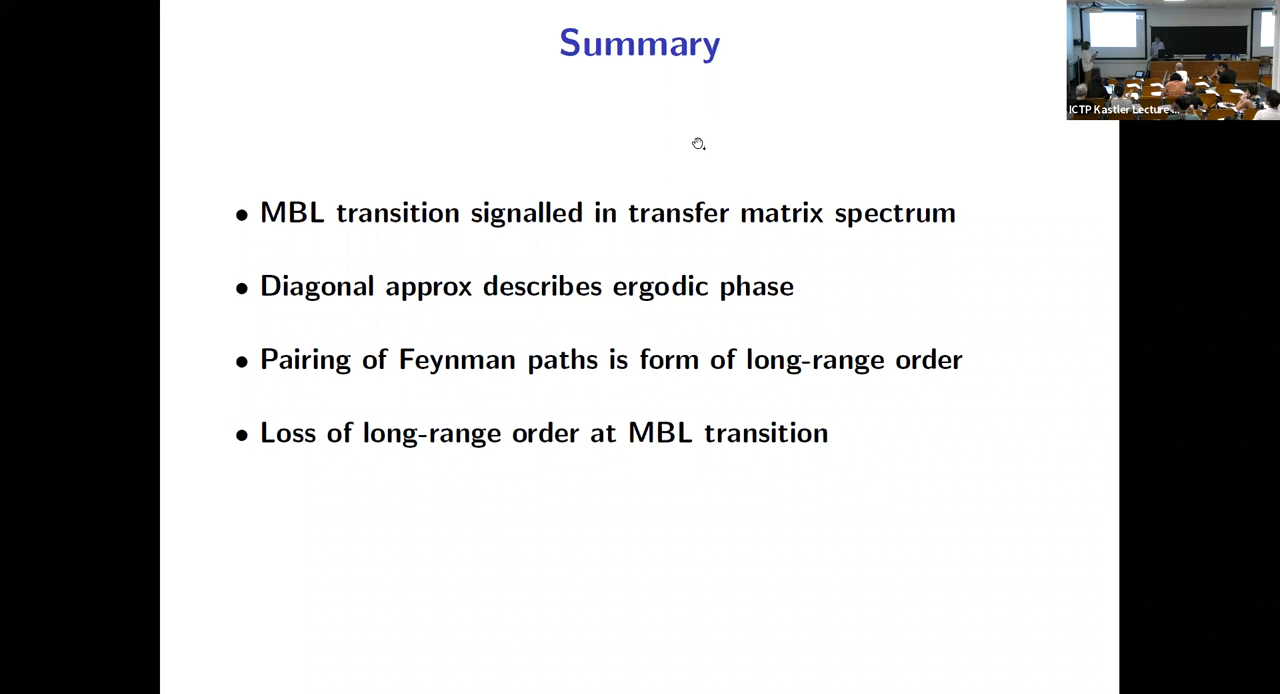 Summary
ICTP Kastler Lecture ...
• MBL transition signalled in transfer matrix spectrum
• Diagonal approx describes ergodic phase
• Pairing of Feynman paths is form of long-range order
• Loss of long-range order at MBL transition